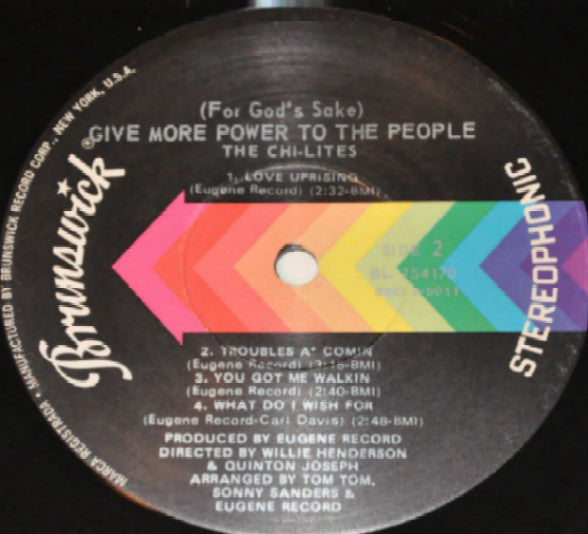 (For God's Sake)
GIVE MORE POWER TO THE PEOPLE
THE CHI-LITES
1. LOVE UPRISING
(Eugene Record) (2:32-BMI)
SIDE 2
BL 754170
STEREOPHONIC
Brunswick®
MARCA REGISTRADA • MANUFACTURED BY BRUNSWICK RECORD CORP., NEW YORK, U.S.A.
2. TROUBLES A' COMIN
(Eugene Record)
3. YOU GOT ME WALKIN
(Eugene Record) (2:40-BMI)
4. WHAT DO I WISH FOR
(Eugene Record-Carl Davis) (2:48-BMI)
PRODUCED BY EUGENE RECORD
DIRECTED BY WILLIE HENDERSON
& QUINTON JOSEPH
ARRANGED BY TOM TOM,
SONNY SANDERS &
EUGENE RECORD